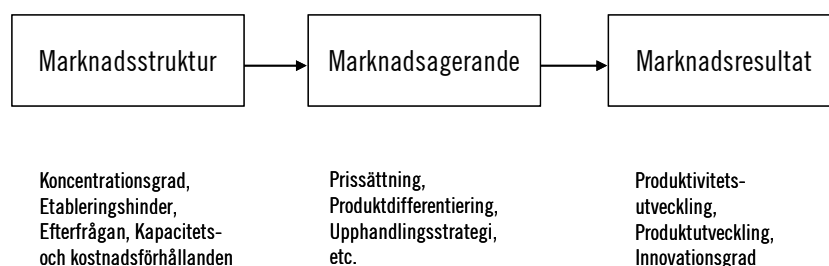 Marknadsstruktur
Marknadsagerande
Marknadsresultat
Koncentrationsgrad,
Etableringshinder,
Efterfrågan, Kapacitets-
och kostnadsförhållanden
Prissättning,
Produktdifferentiering,
Upphandlingsstrategi,
etc.
Produktivitets-
utveckling,
Produktutveckling,
Innovationsgrad